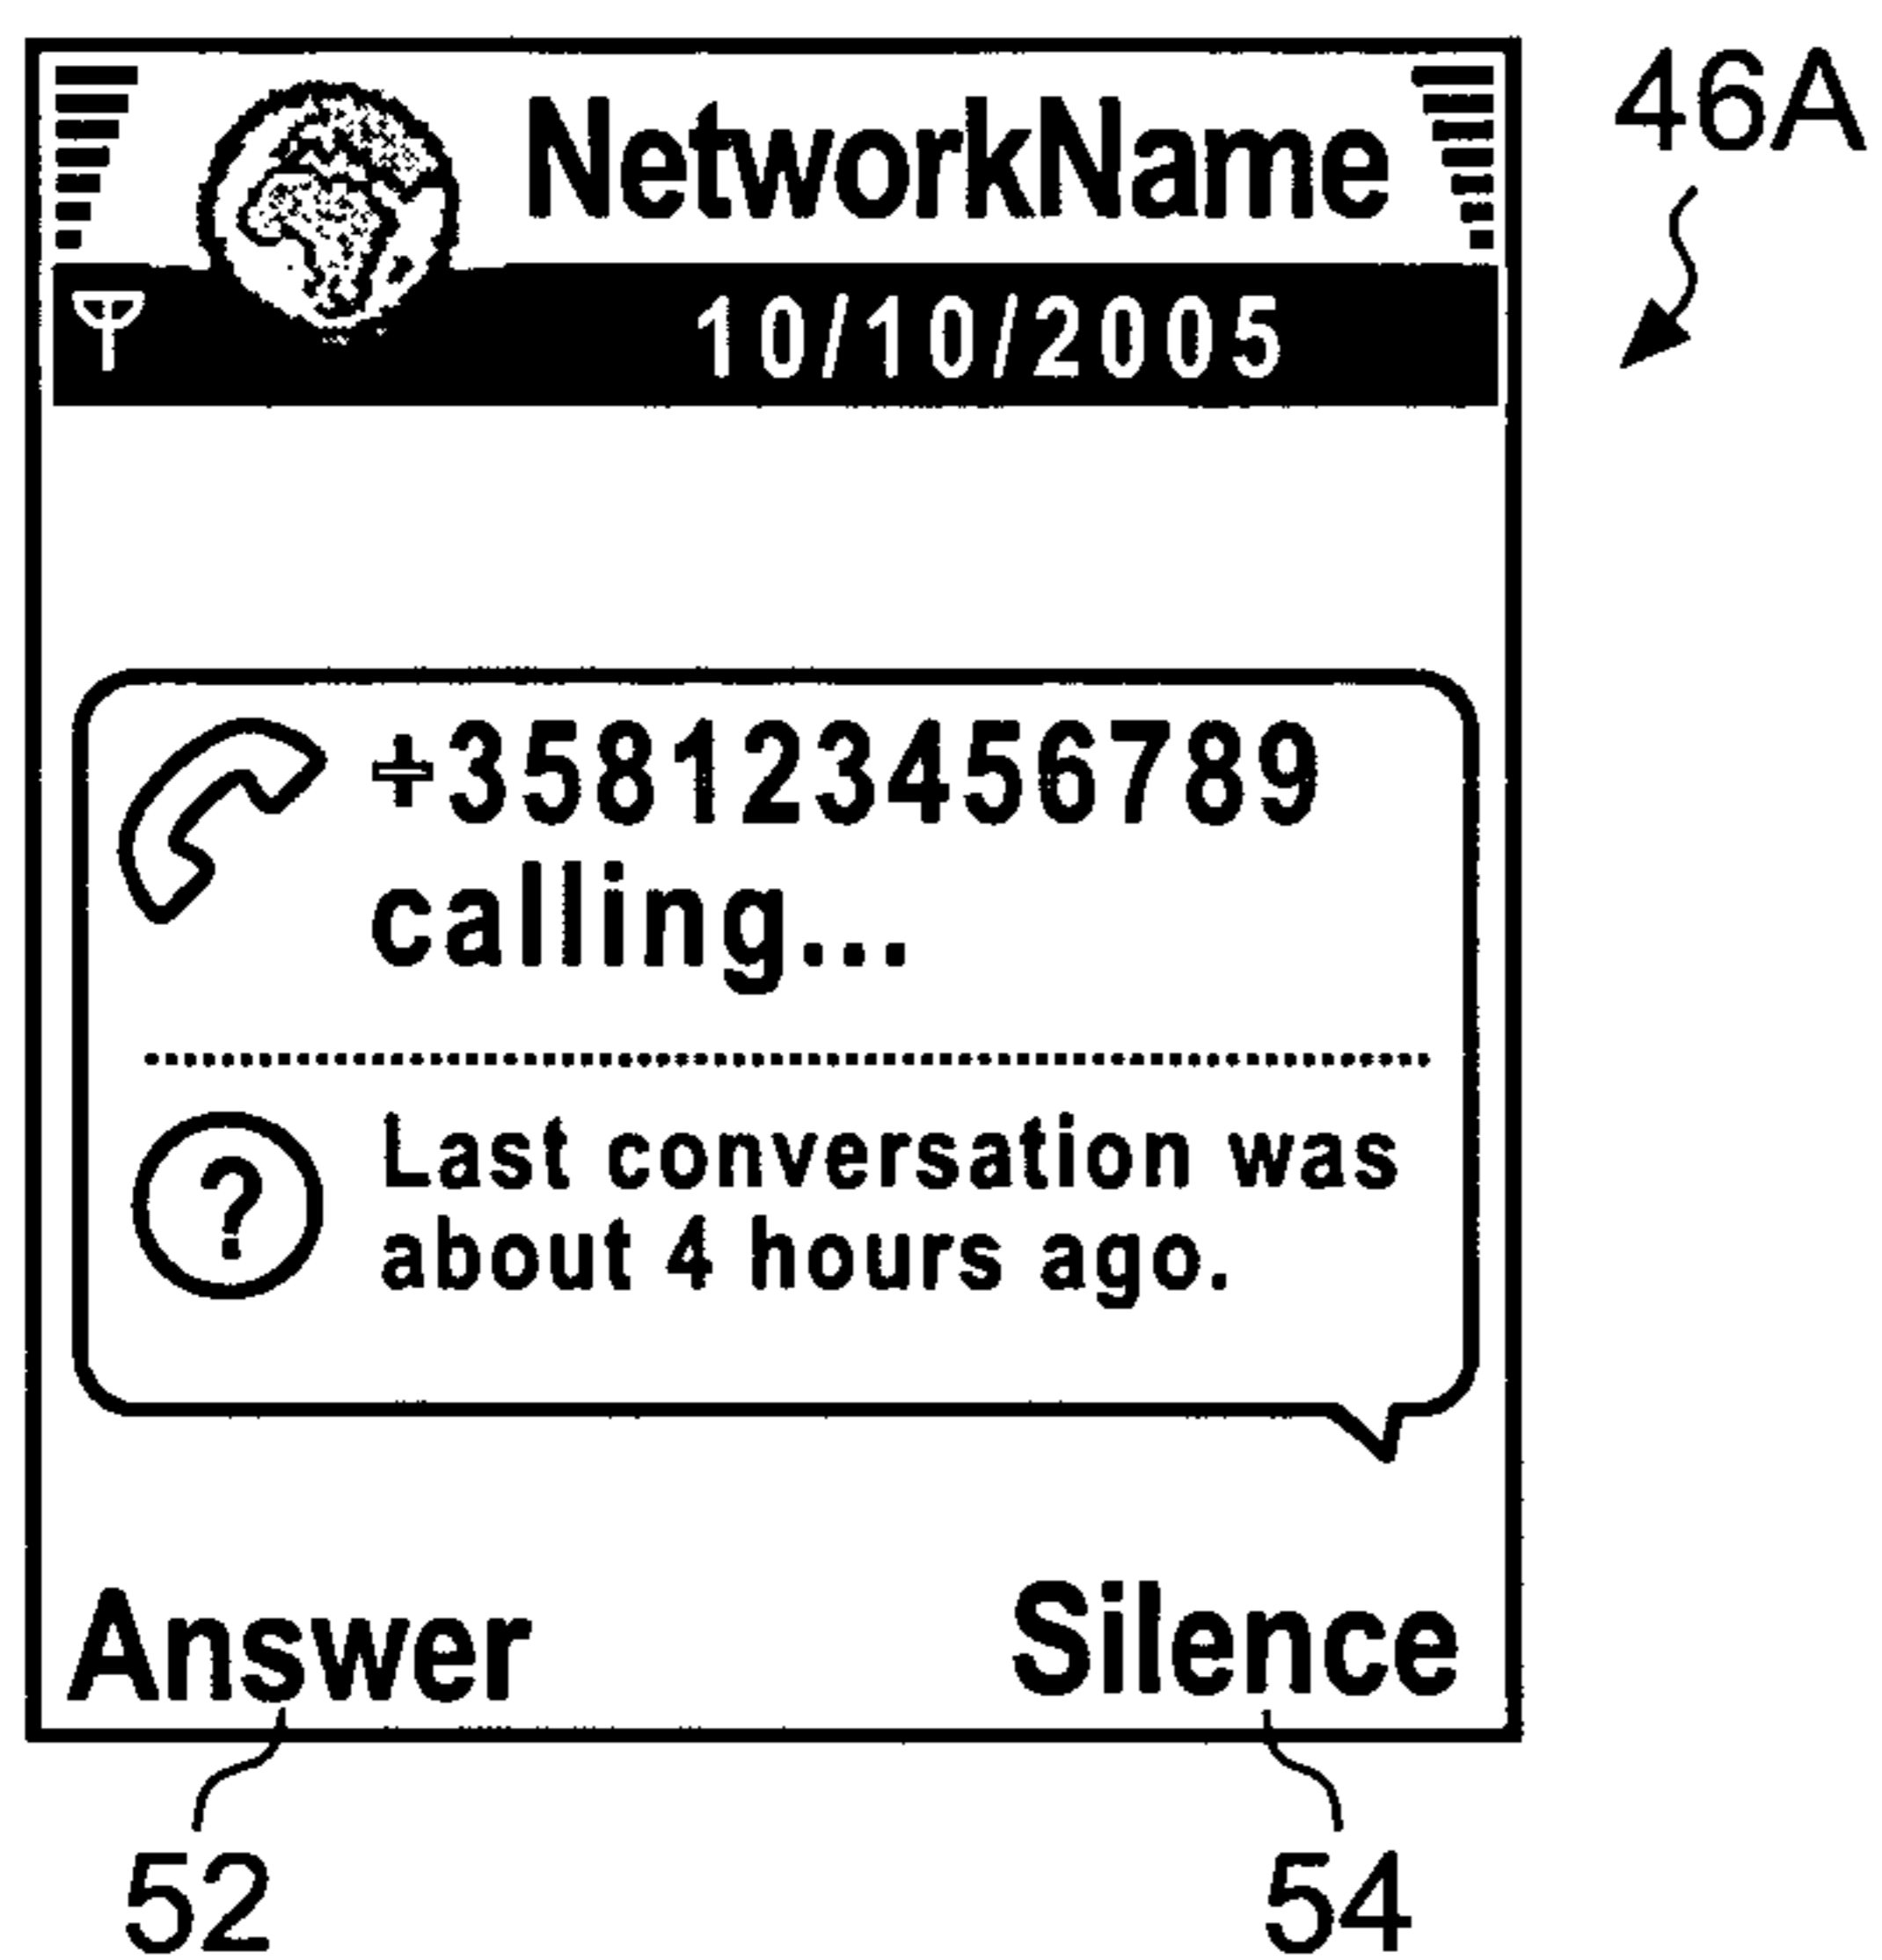 NetworkName
46A
10/10/2005
+358123456789
calling...
?
Last conversation was
about 4 hours ago.
Answer
Silence
52
54